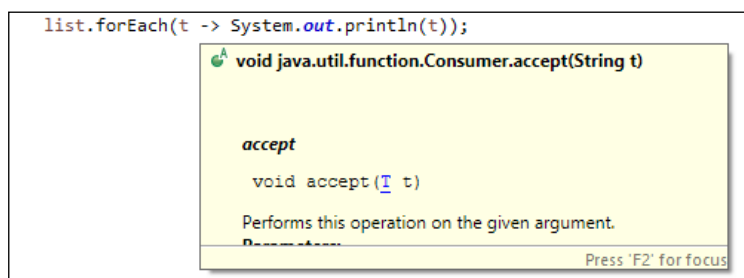 list.forEach(t -> System.out.println(t));
void java.util.function.Consumer.accept(String t)
accept
void accept(T t)
Performs this operation on the given argument.
Parameters:
Press 'F2' for focus